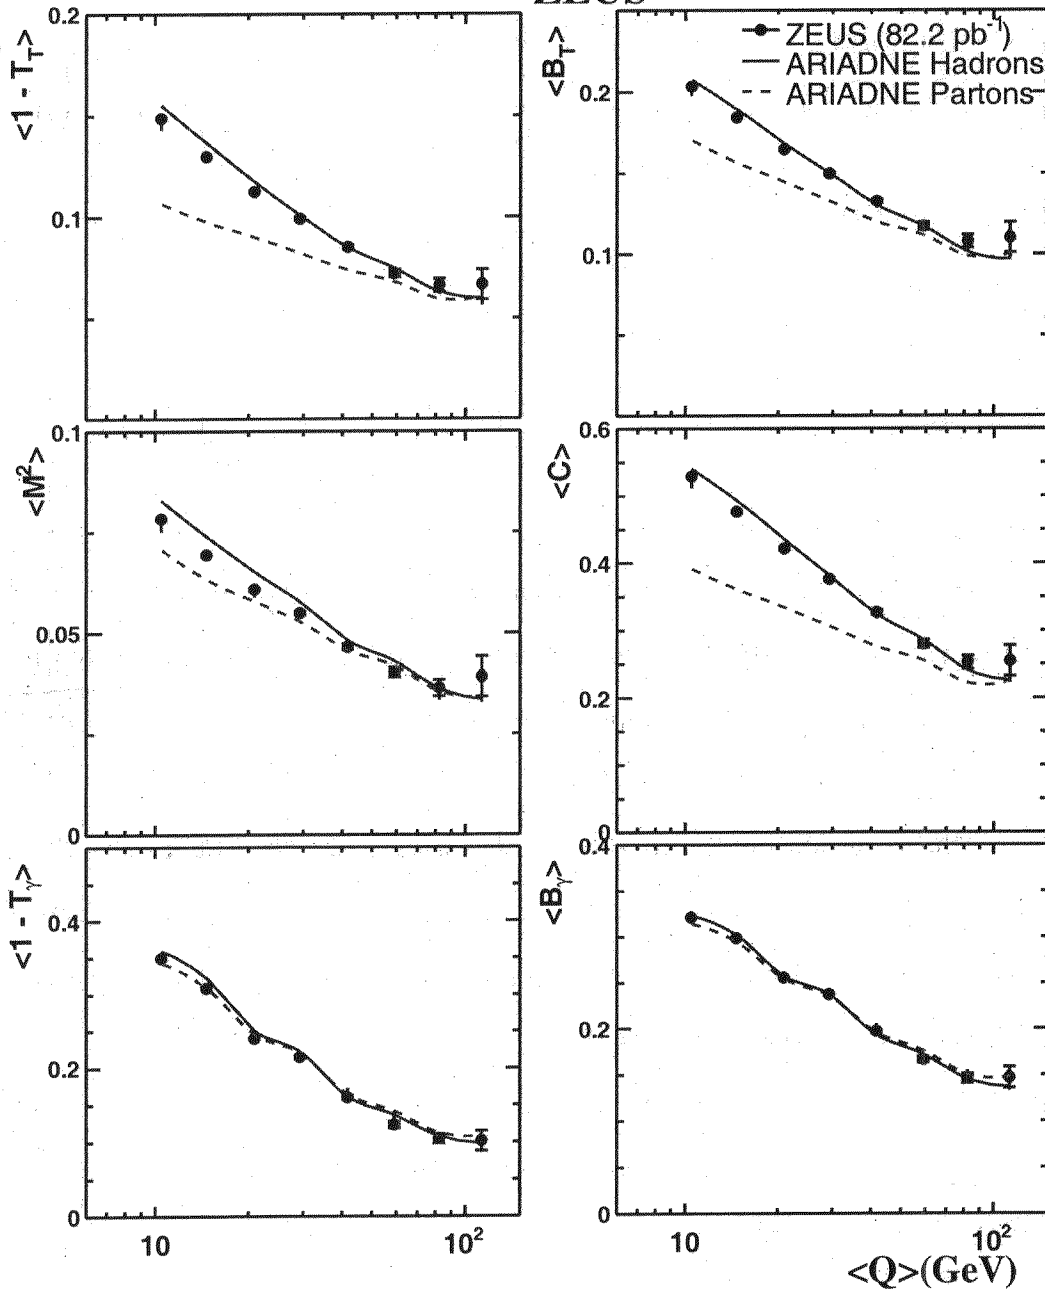 ZEUS
<1 - T_T>
0.2
0.1
<B_T>
0.2
0.1
ZEUS (82.2 pb⁻¹)
ARIADNE Hadrons
ARIADNE Partons
<M²>
0.1
0.05
0
<C>
0.6
0.4
0.2
0
<1 - T_γ>
0.4
0.2
0
10
10²
<B_γ>
0.4
0.2
0
10
10²
<Q>(GeV)